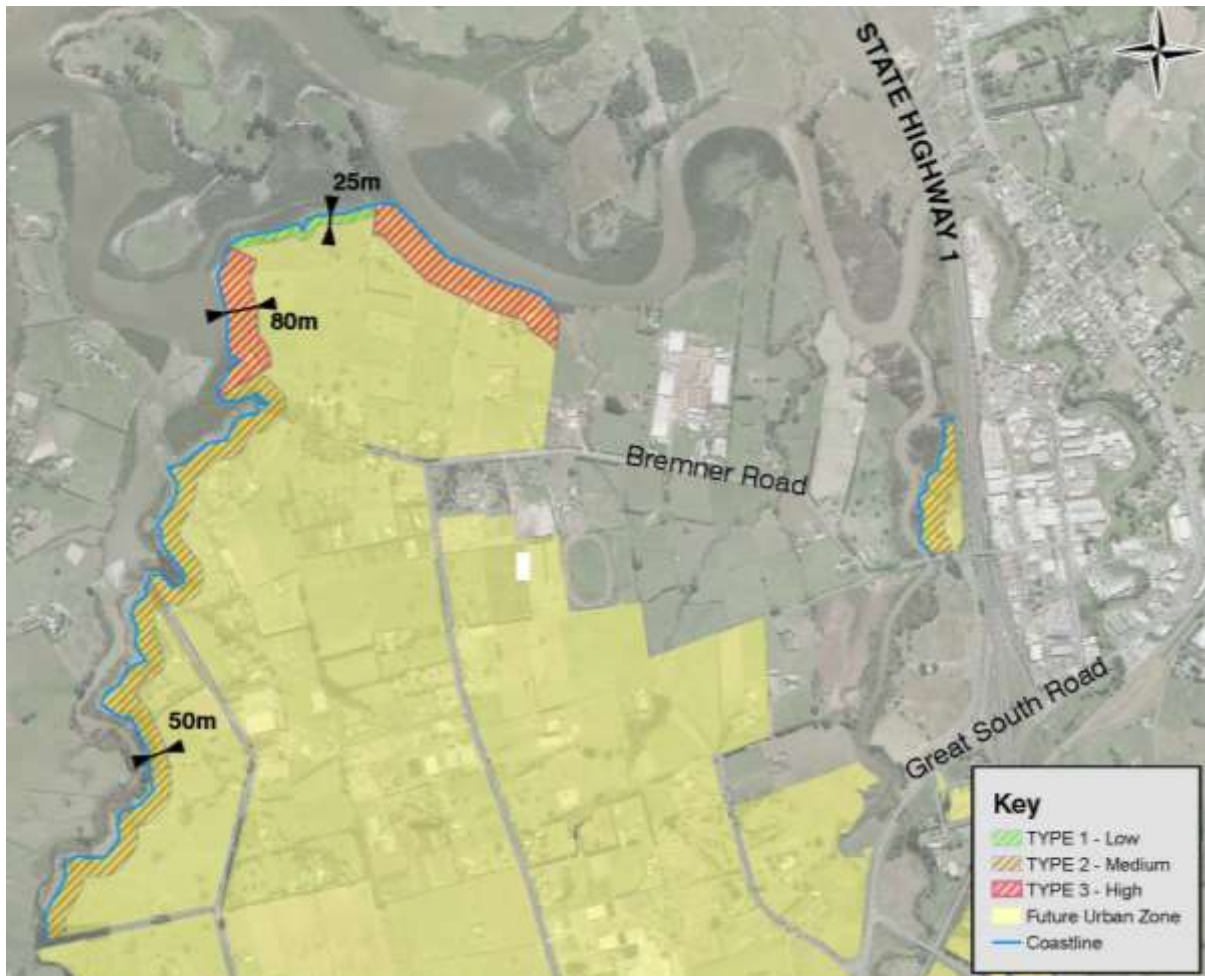 STATE HIGHWAY 1
25m
80m
Bremner Road
50m
Great South Road
Key
TYPE 1 - Low
TYPE 2 - Medium
TYPE 3 - High
Future Urban Zone
Coastline